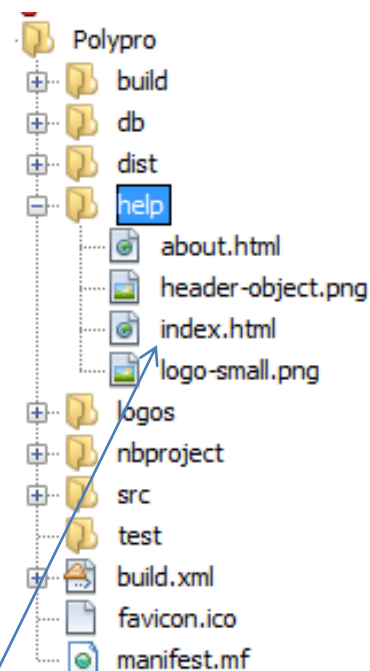 Polypro
build
db
dist
help
about.html
header-object.png
index.html
logo-small.png
logos
nbproject
src
test
build.xml
favicon.ico
manifest.mf